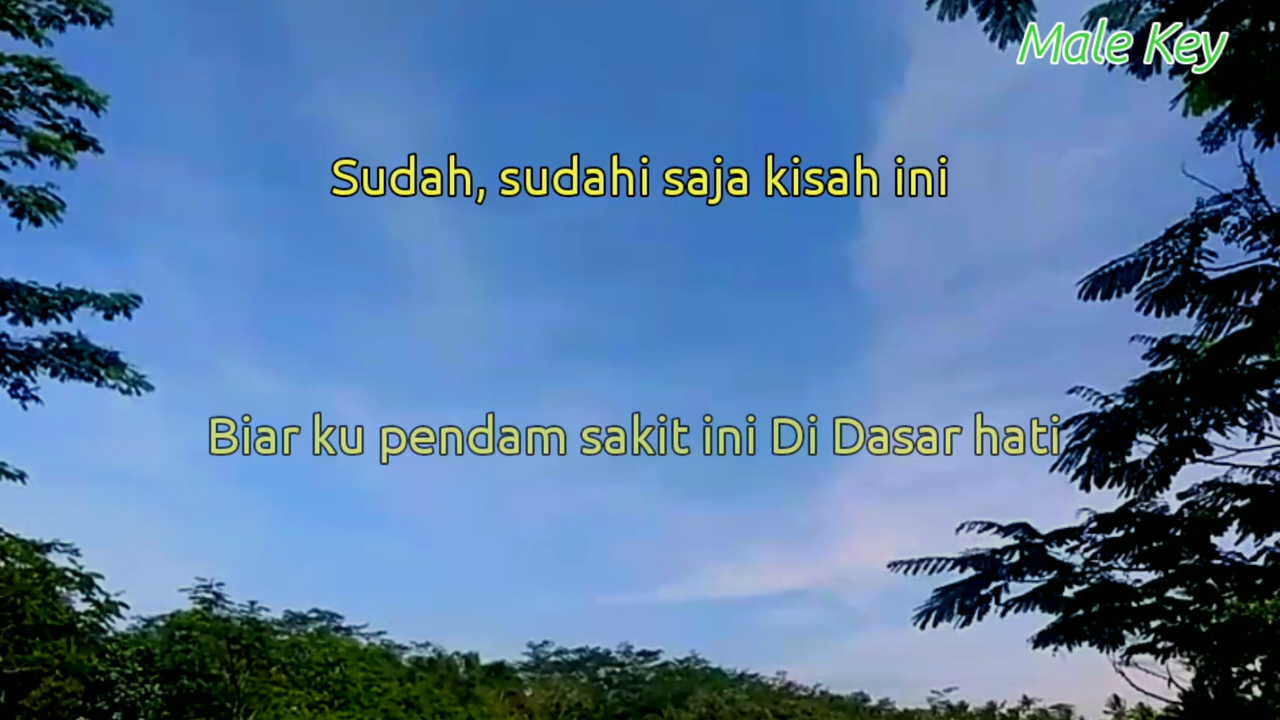 Male Key
Sudah, sudahi saja kisah ini
Biar ku pendam sakit ini Di Dasar hati